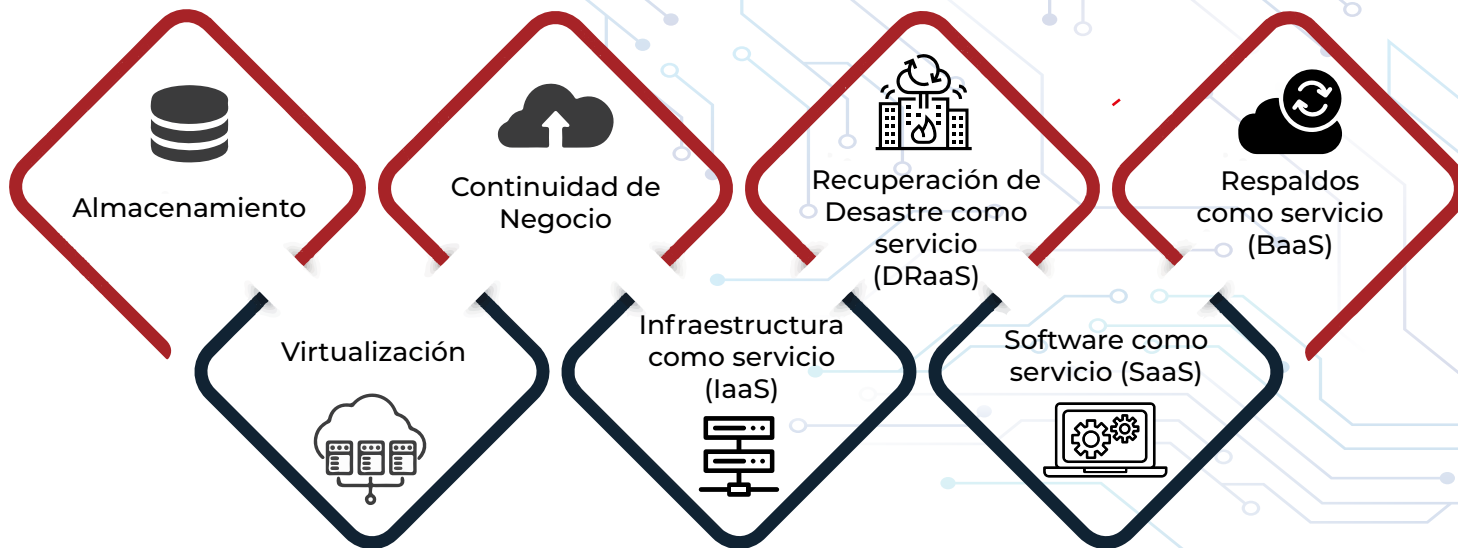 Almacenamiento
Continuidad de
Negocio
Recuperación de
Desastre como
servicio
(DRaaS)
Respaldos
como servicio
(BaaS)
Virtualización
Infraestructura
como servicio
(IaaS)
Software como
servicio (SaaS)